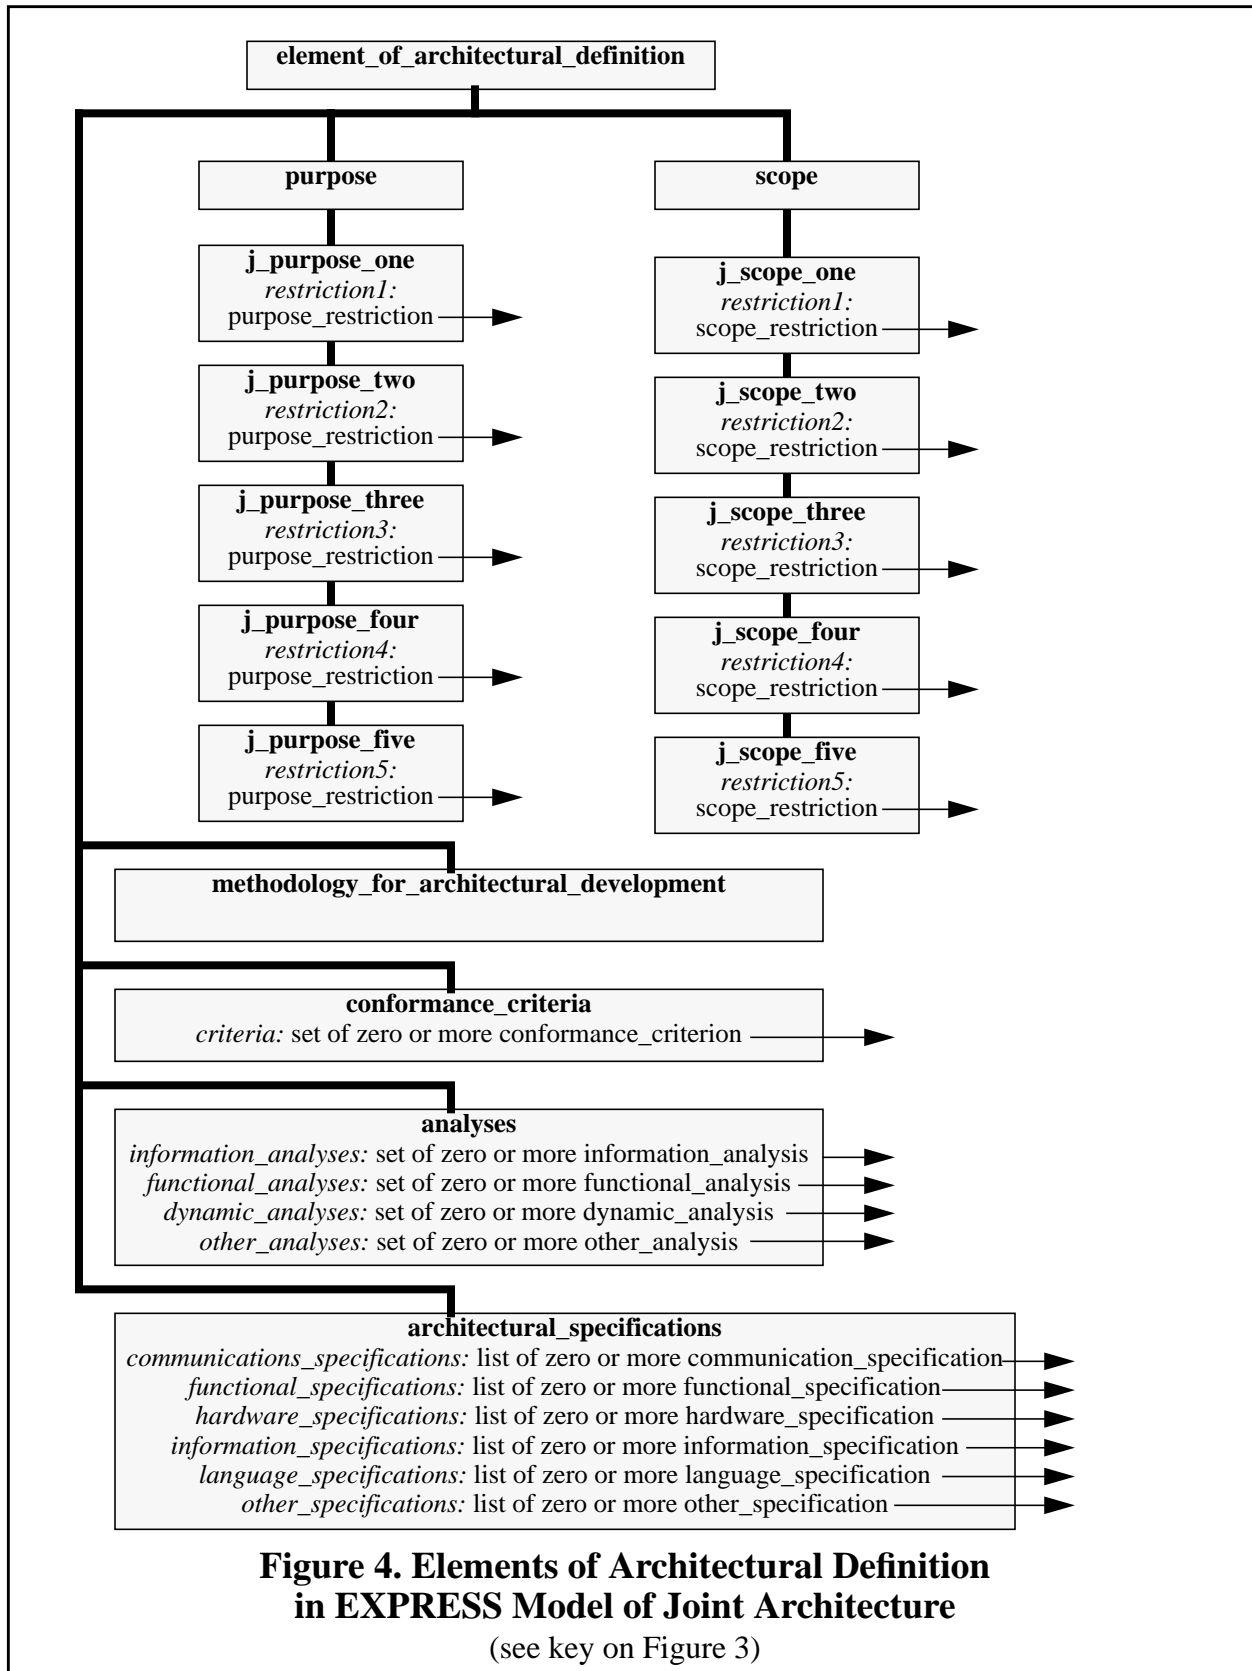 element_of_architectural_definition
purpose
scope
j_purpose_one
restriction1:
purpose_restriction
j_purpose_two
restriction2:
purpose_restriction
j_purpose_three
restriction3:
purpose_restriction
j_purpose_four
restriction4:
purpose_restriction
j_purpose_five
restriction5:
purpose_restriction
j_scope_one
restriction1:
scope_restriction
j_scope_two
restriction2:
scope_restriction
j_scope_three
restriction3:
scope_restriction
j_scope_four
restriction4:
scope_restriction
j_scope_five
restriction5:
scope_restriction
methodology_for_architectural_development
conformance_criteria
criteria: set of zero or more conformance_criterion
analyses
information_analyses: set of zero or more information_analysis
functional_analyses: set of zero or more functional_analysis
dynamic_analyses: set of zero or more dynamic_analysis
other_analyses: set of zero or more other_analysis
architectural_specifications
communications_specifications: list of zero or more communication_specification
functional_specifications: list of zero or more functional_specification
hardware_specifications: list of zero or more hardware_specification
information_specifications: list of zero or more information_specification
language_specifications: list of zero or more language_specification
other_specifications: list of zero or more other_specification
Figure 4. Elements of Architectural Definition
in EXPRESS Model of Joint Architecture
(see key on Figure 3)